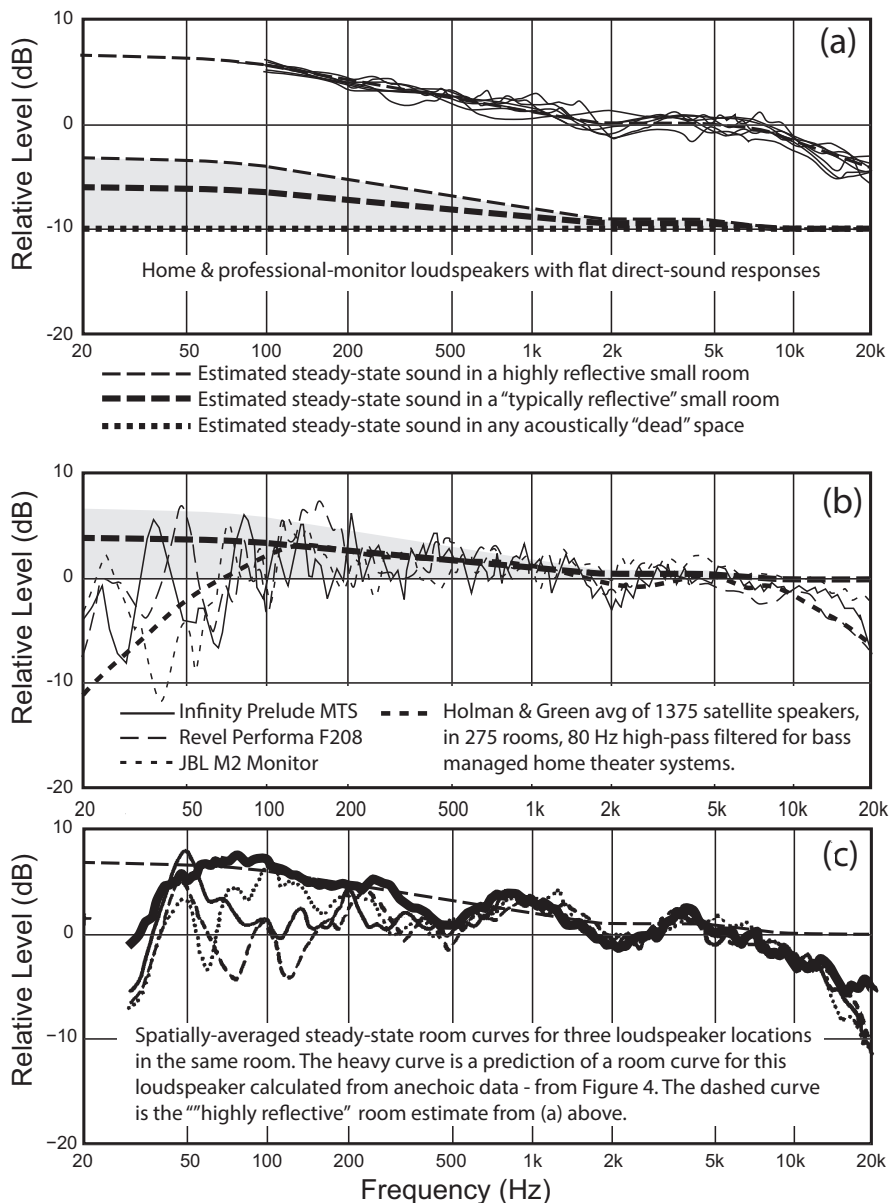 10
(a)
0
-10
Home & professional-monitor loudspeakers with flat direct-sound responses
-20
Relative Level (dB)
20 50 100 200 500 1k 2k 5k 10k 20k
Estimated steady-state sound in a highly reflective small room
Estimated steady-state sound in a “typically reflective” small room
Estimated steady-state sound in any acoustically “dead” space
10
(b)
0
-10
Relative Level (dB)
Infinity Prelude MTS
Revel Performa F208
JBL M2 Monitor
Holman & Green avg of 1375 satellite speakers,
in 275 rooms, 80 Hz high-pass filtered for bass
managed home theater systems.
-20
20 50 100 200 500 1k 2k 5k 10k 20k
10
(c)
0
−10
Relative Level (dB)
Spatially-averaged steady-state room curves for three loudspeaker locations
in the same room. The heavy curve is a prediction of a room curve for this
loudspeaker calculated from anechoic data - from Figure 4. The dashed curve
is the “"highly reflective” room estimate from (a) above.
−20
20 50 100 200 500 1k 2k 5k 10k 20k
Frequency (Hz)